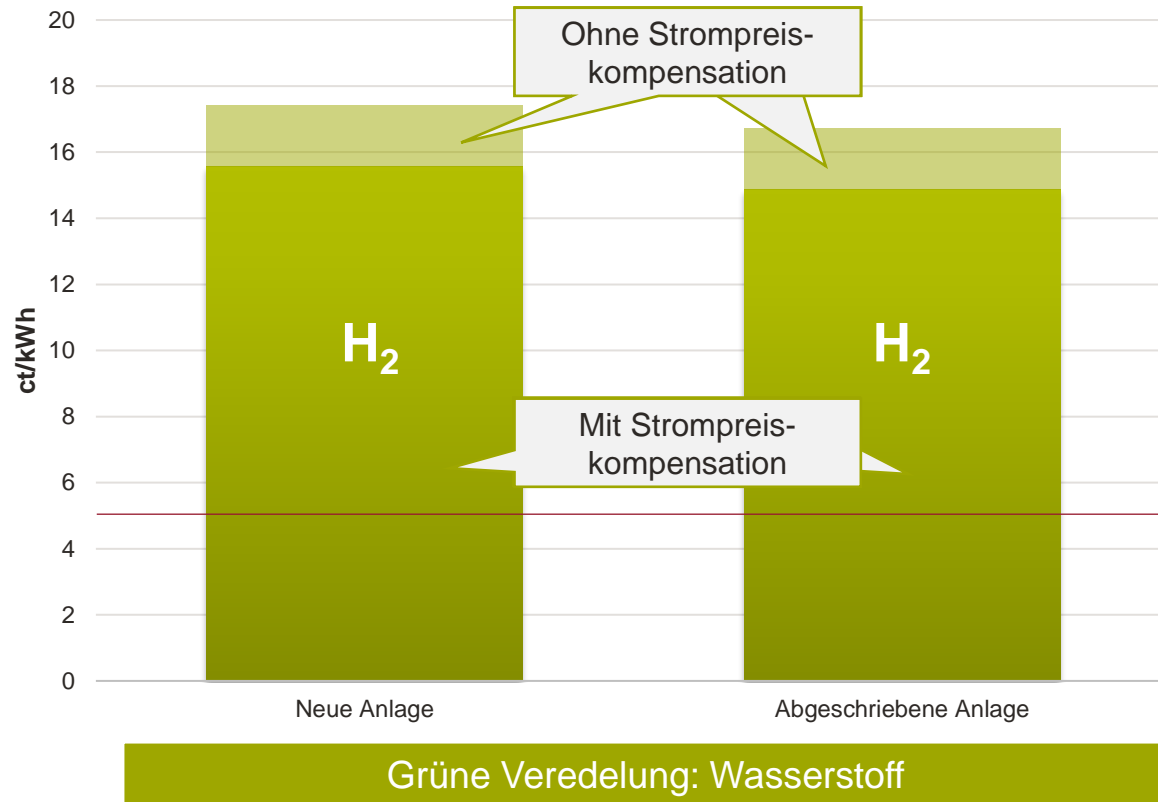 20
18
16
14
12
10
8
6
4
2
0
ct/kWh
Ohne Strompreis-
kompensation
H₂
H₂
Mit Strompreis-
kompensation
Neue Anlage
Abgeschriebene Anlage
Grüne Veredelung: Wasserstoff